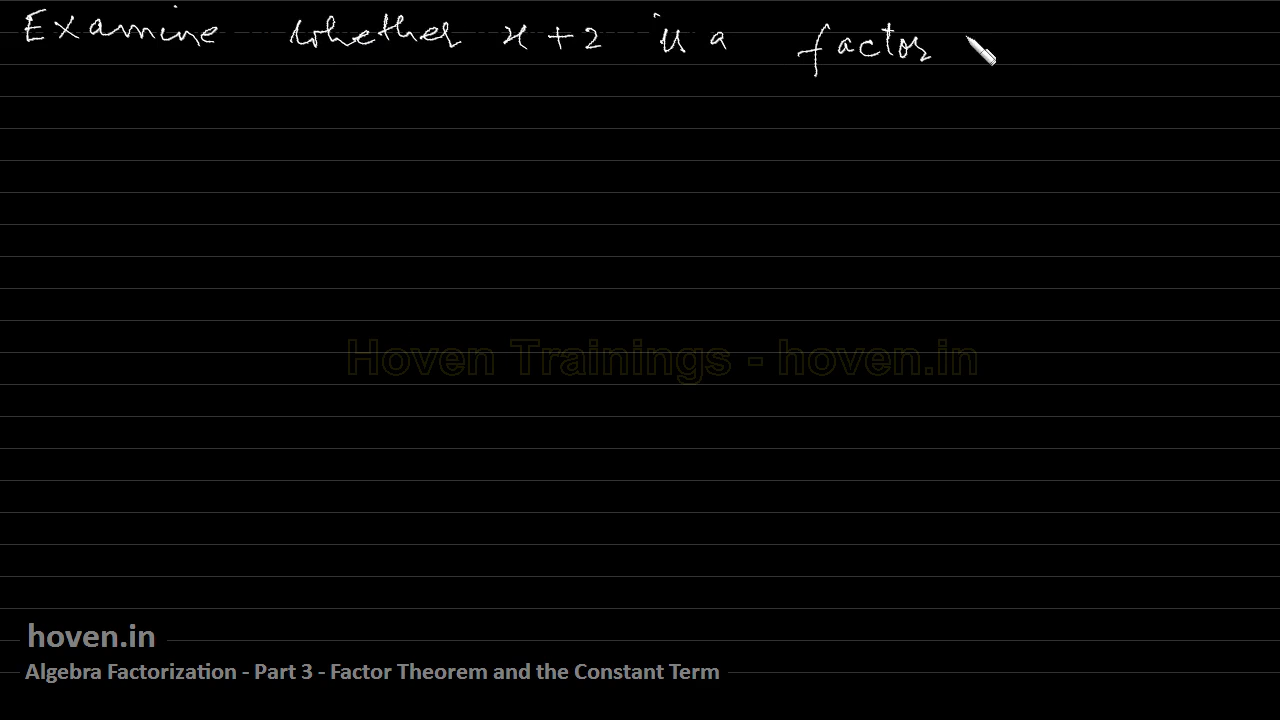 Examine whether x + 2 is a factor
Hoven Trainings - hoven.in
hoven.in
Algebra Factorization - Part 3 - Factor Theorem and the Constant Term